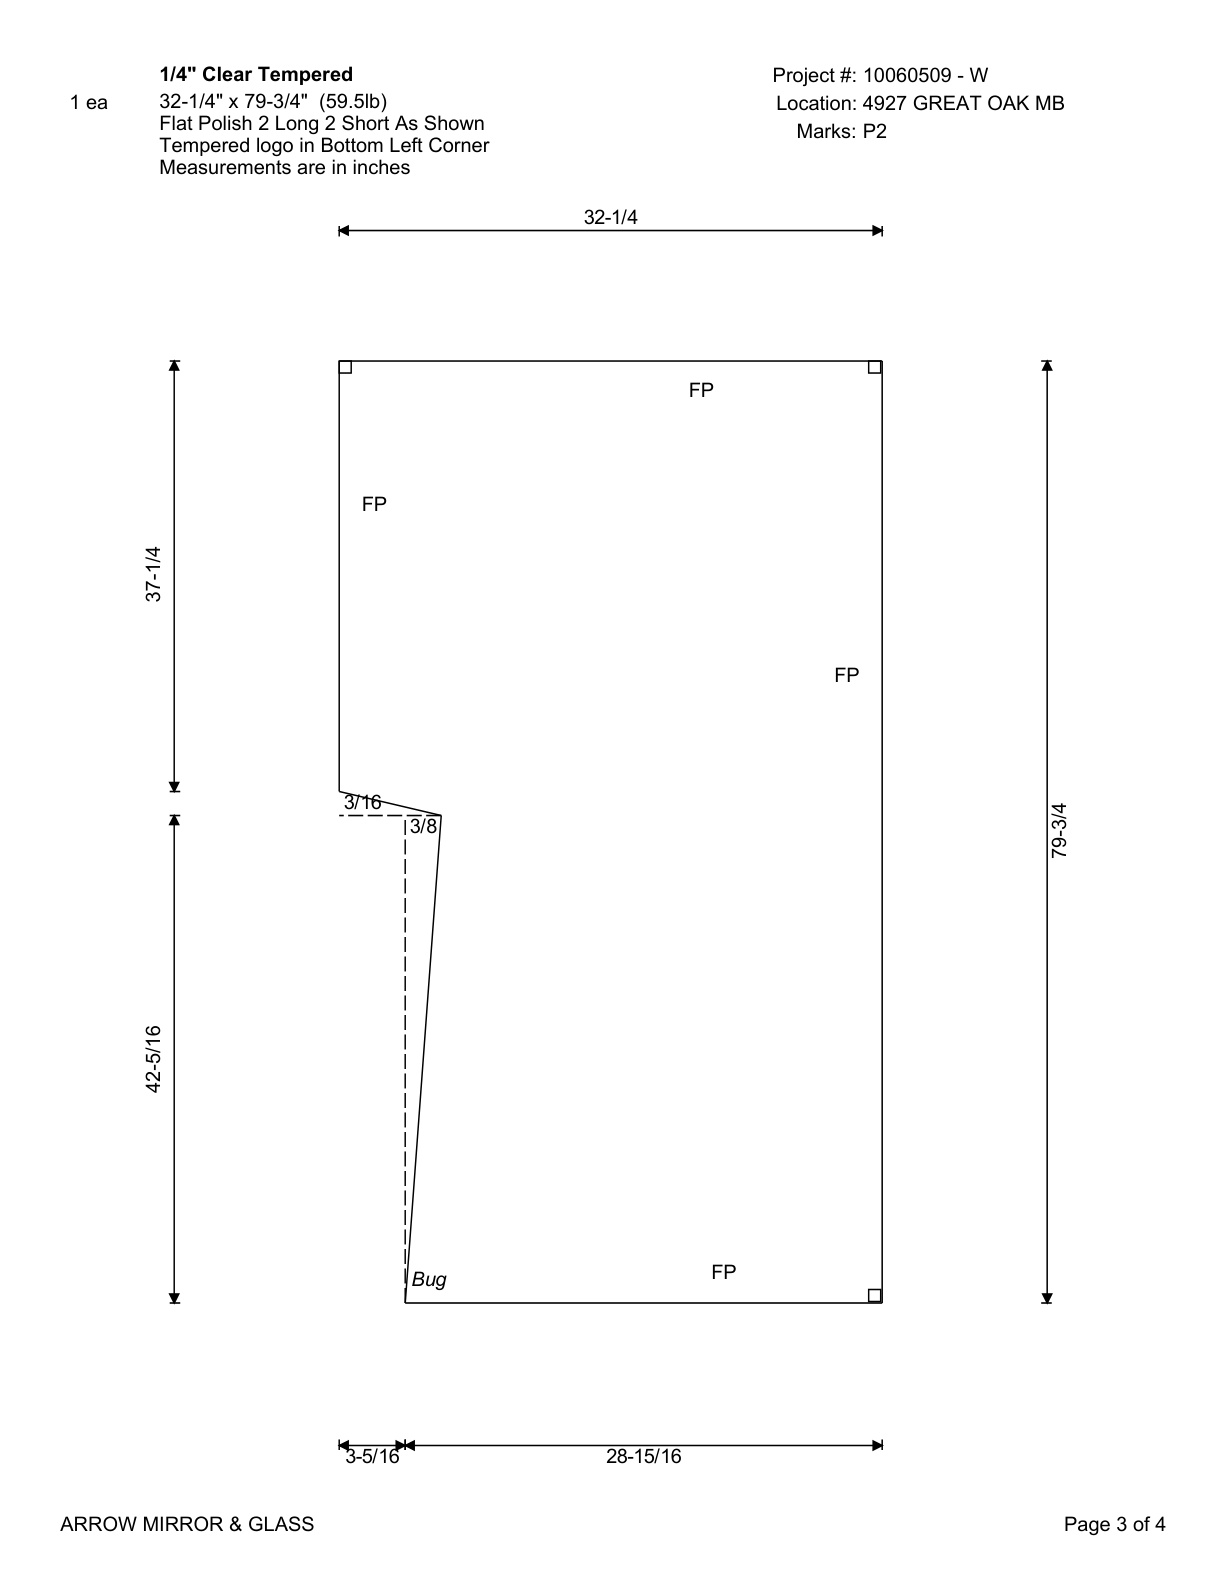 1/4" Clear Tempered
1 ea
32-1/4" x 79-3/4"  (59.5lb)
Flat Polish 2 Long 2 Short As Shown
Tempered logo in Bottom Left Corner
Measurements are in inches
Project #: 10060509 - W
Location: 4927 GREAT OAK MB
Marks: P2
32-1/4
FP
FP
37-1/4
FP
3/16
3/8
79-3/4
42-5/16
FP
Bug
3-5/16
28-15/16
ARROW MIRROR & GLASS
Page 3 of 4